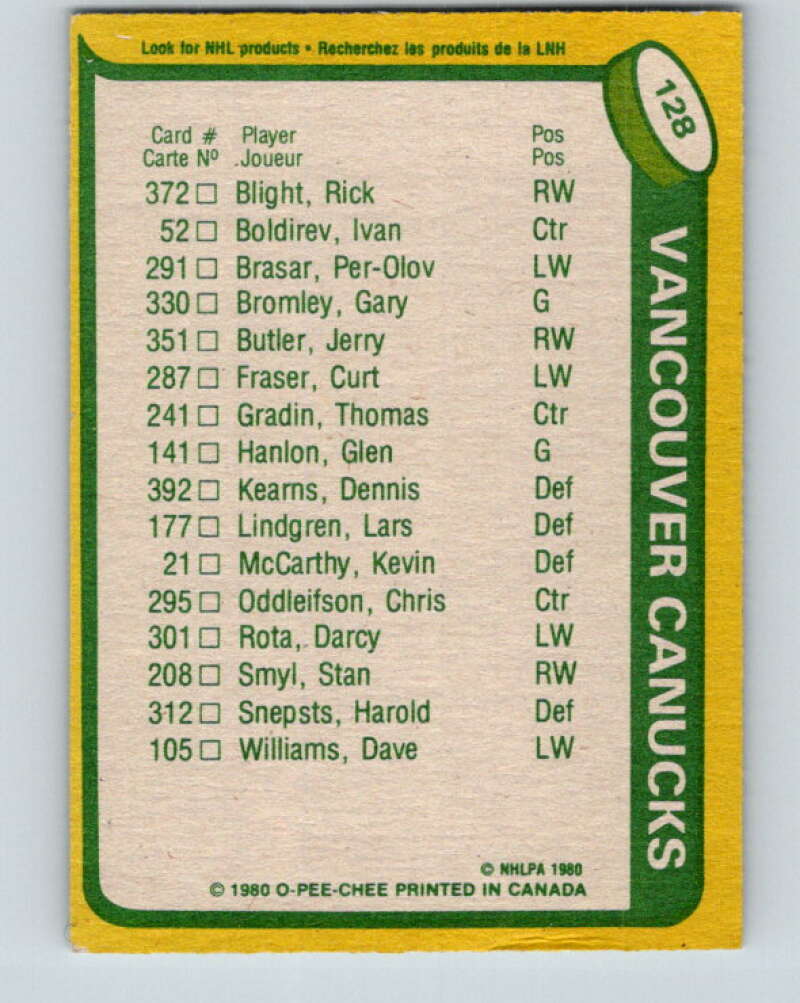 Look for NHL products • Recherchez les produits de la LNH
128
Card # Player Pos
Carte Nº Joueur Pos
372 □ Blight, Rick RW
52 □ Boldirev, Ivan Ctr
291 □ Brasar, Per-Olov LW
330 □ Bromley, Gary G
351 □ Butler, Jerry RW
287 □ Fraser, Curt LW
241 □ Gradin, Thomas Ctr
141 □ Hanlon, Glen G
392 □ Kearns, Dennis Def
177 □ Lindgren, Lars Def
21 □ McCarthy, Kevin Def
295 □ Oddleifson, Chris Ctr
301 □ Rota, Darcy LW
208 □ Smyl, Stan RW
312 □ Snepsts, Harold Def
105 □ Williams, Dave LW
VANCOUVER CANUCKS
© NHLPA 1980
© 1980 O-PEE-CHEE PRINTED IN CANADA